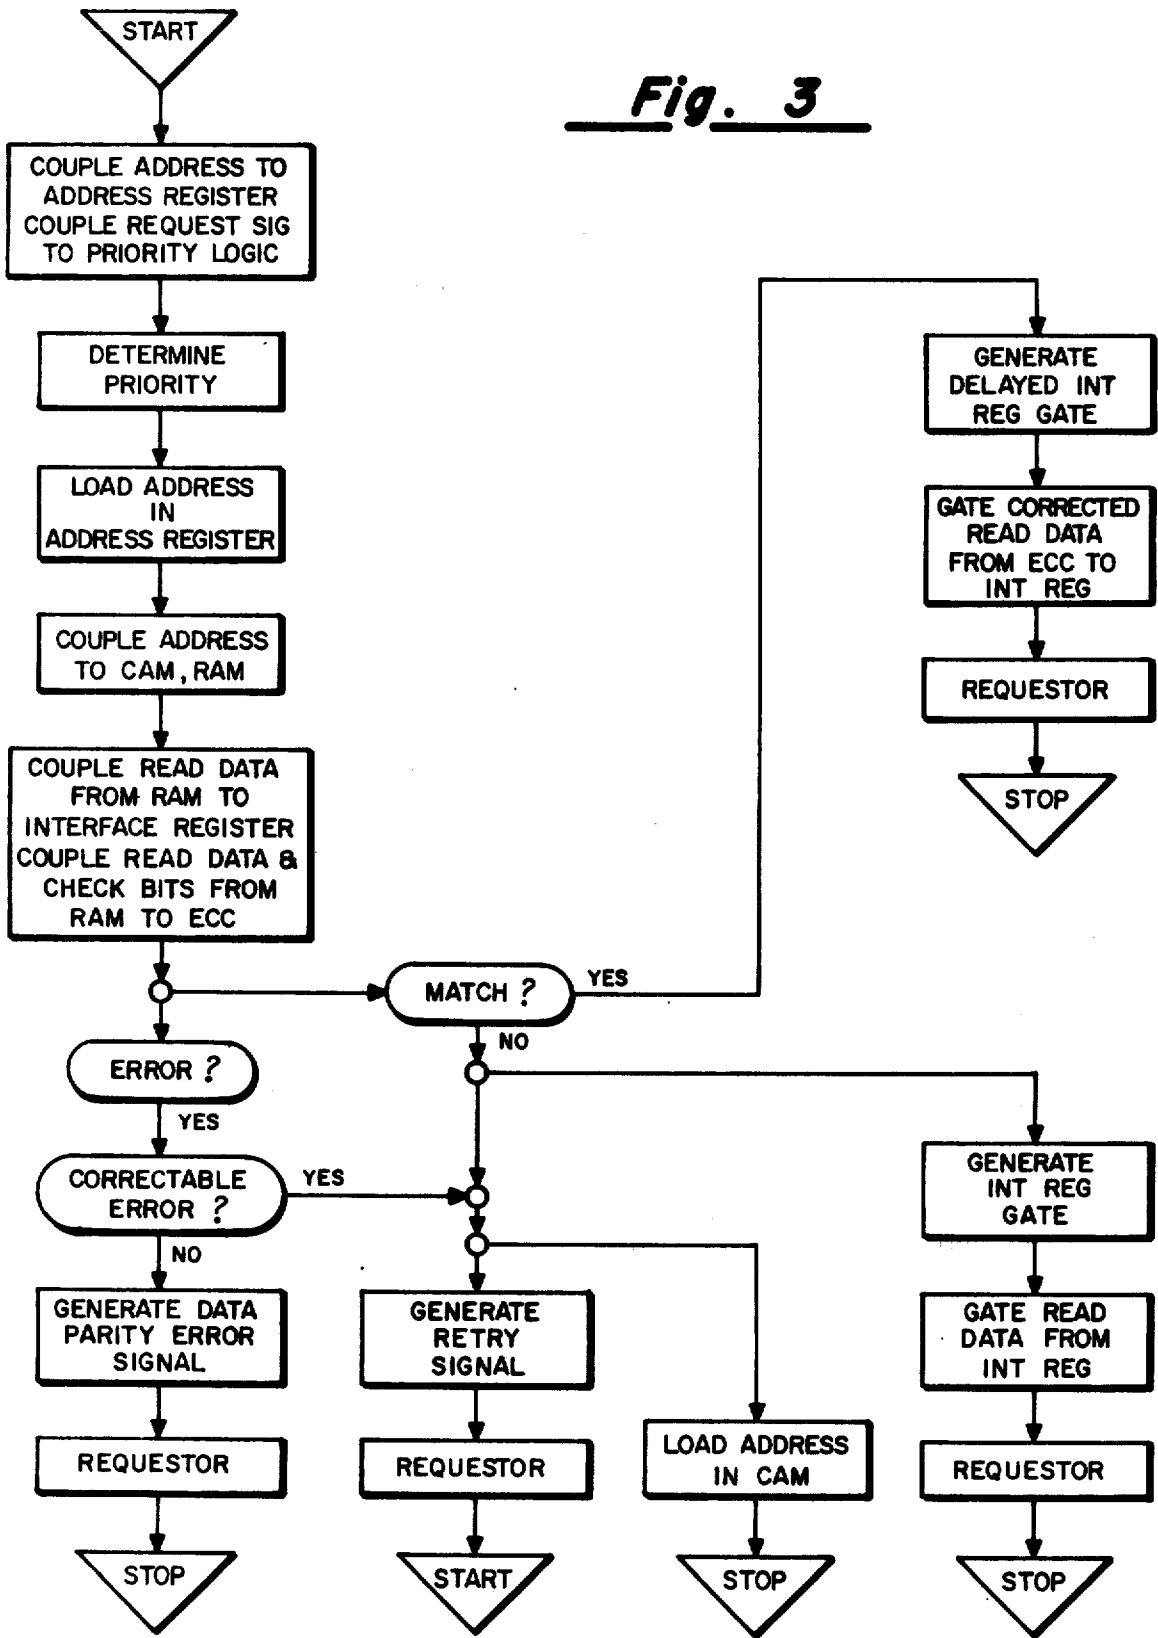 START
Fig. 3
COUPLE ADDRESS TO
ADDRESS REGISTER
COUPLE REQUEST SIG
TO PRIORITY LOGIC
DETERMINE
PRIORITY
LOAD ADDRESS
IN
ADDRESS REGISTER
COUPLE ADDRESS
TO CAM, RAM
COUPLE READ DATA
FROM RAM TO
INTERFACE REGISTER
COUPLE READ DATA &
CHECK BITS FROM
RAM TO ECC
MATCH ?
YES
NO
GENERATE
DELAYED INT
REG GATE
GATE CORRECTED
READ DATA
FROM ECC TO
INT REG
REQUESTOR
STOP
ERROR ?
YES
CORRECTABLE
ERROR ?
YES
NO
GENERATE DATA
PARITY ERROR
SIGNAL
REQUESTOR
STOP
GENERATE
RETRY
SIGNAL
REQUESTOR
START
LOAD ADDRESS
IN CAM
STOP
GENERATE
INT REG
GATE
GATE READ
DATA FROM
INT REG
REQUESTOR
STOP